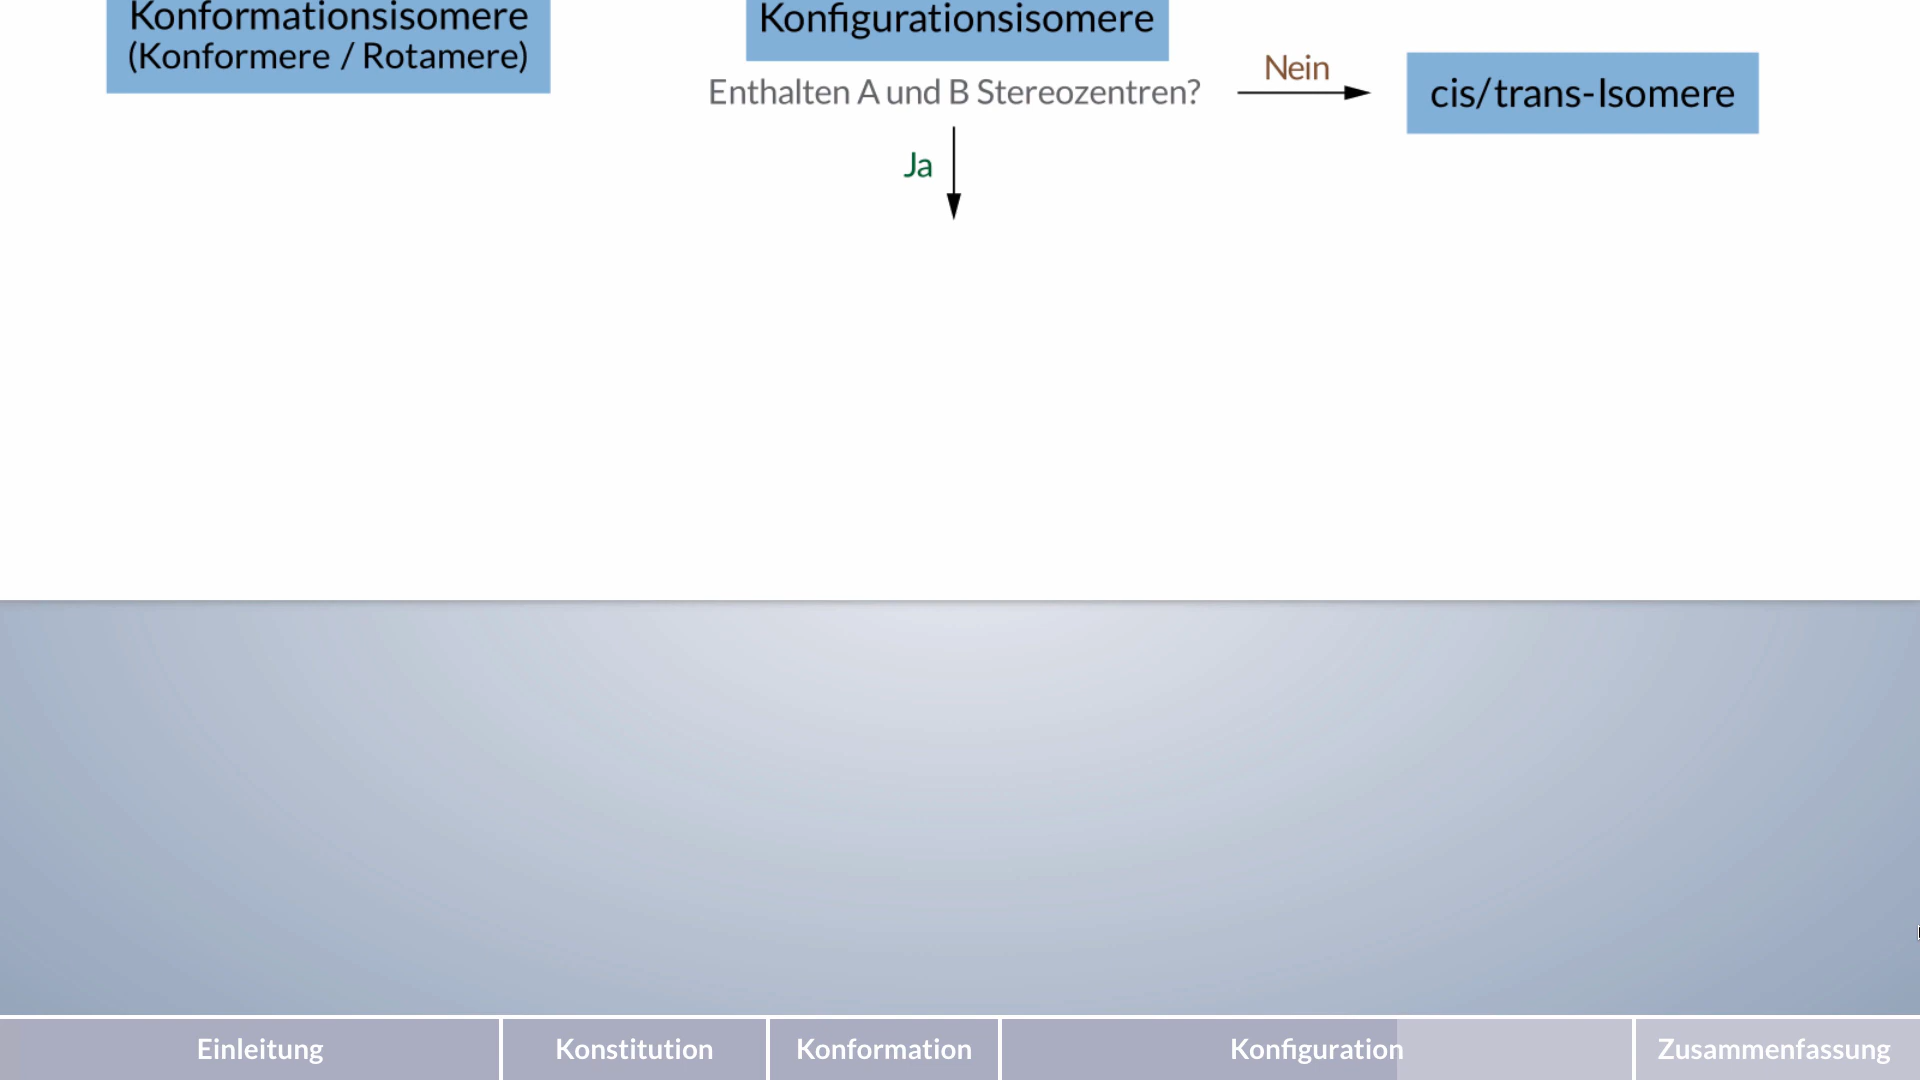 Konformationsisomere
(Konformere / Rotamere)
Konfigurationsisomere
Enthalten A und B Stereozentren?
Nein
cis/trans-Isomere
Ja
Einleitung
Konstitution
Konformation
Konfiguration
Zusammenfassung